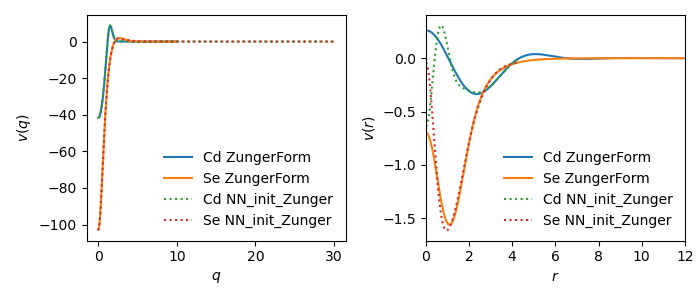 0
−20
−40
−60
−80
−100
v(q)
0
10
20
30
q
Cd ZungerForm
Se ZungerForm
Cd NN_init_Zunger
Se NN_init_Zunger
0.0
−0.5
−1.0
−1.5
v(r)
0
2
4
6
8
10
12
r
Cd ZungerForm
Se ZungerForm
Cd NN_init_Zunger
Se NN_init_Zunger